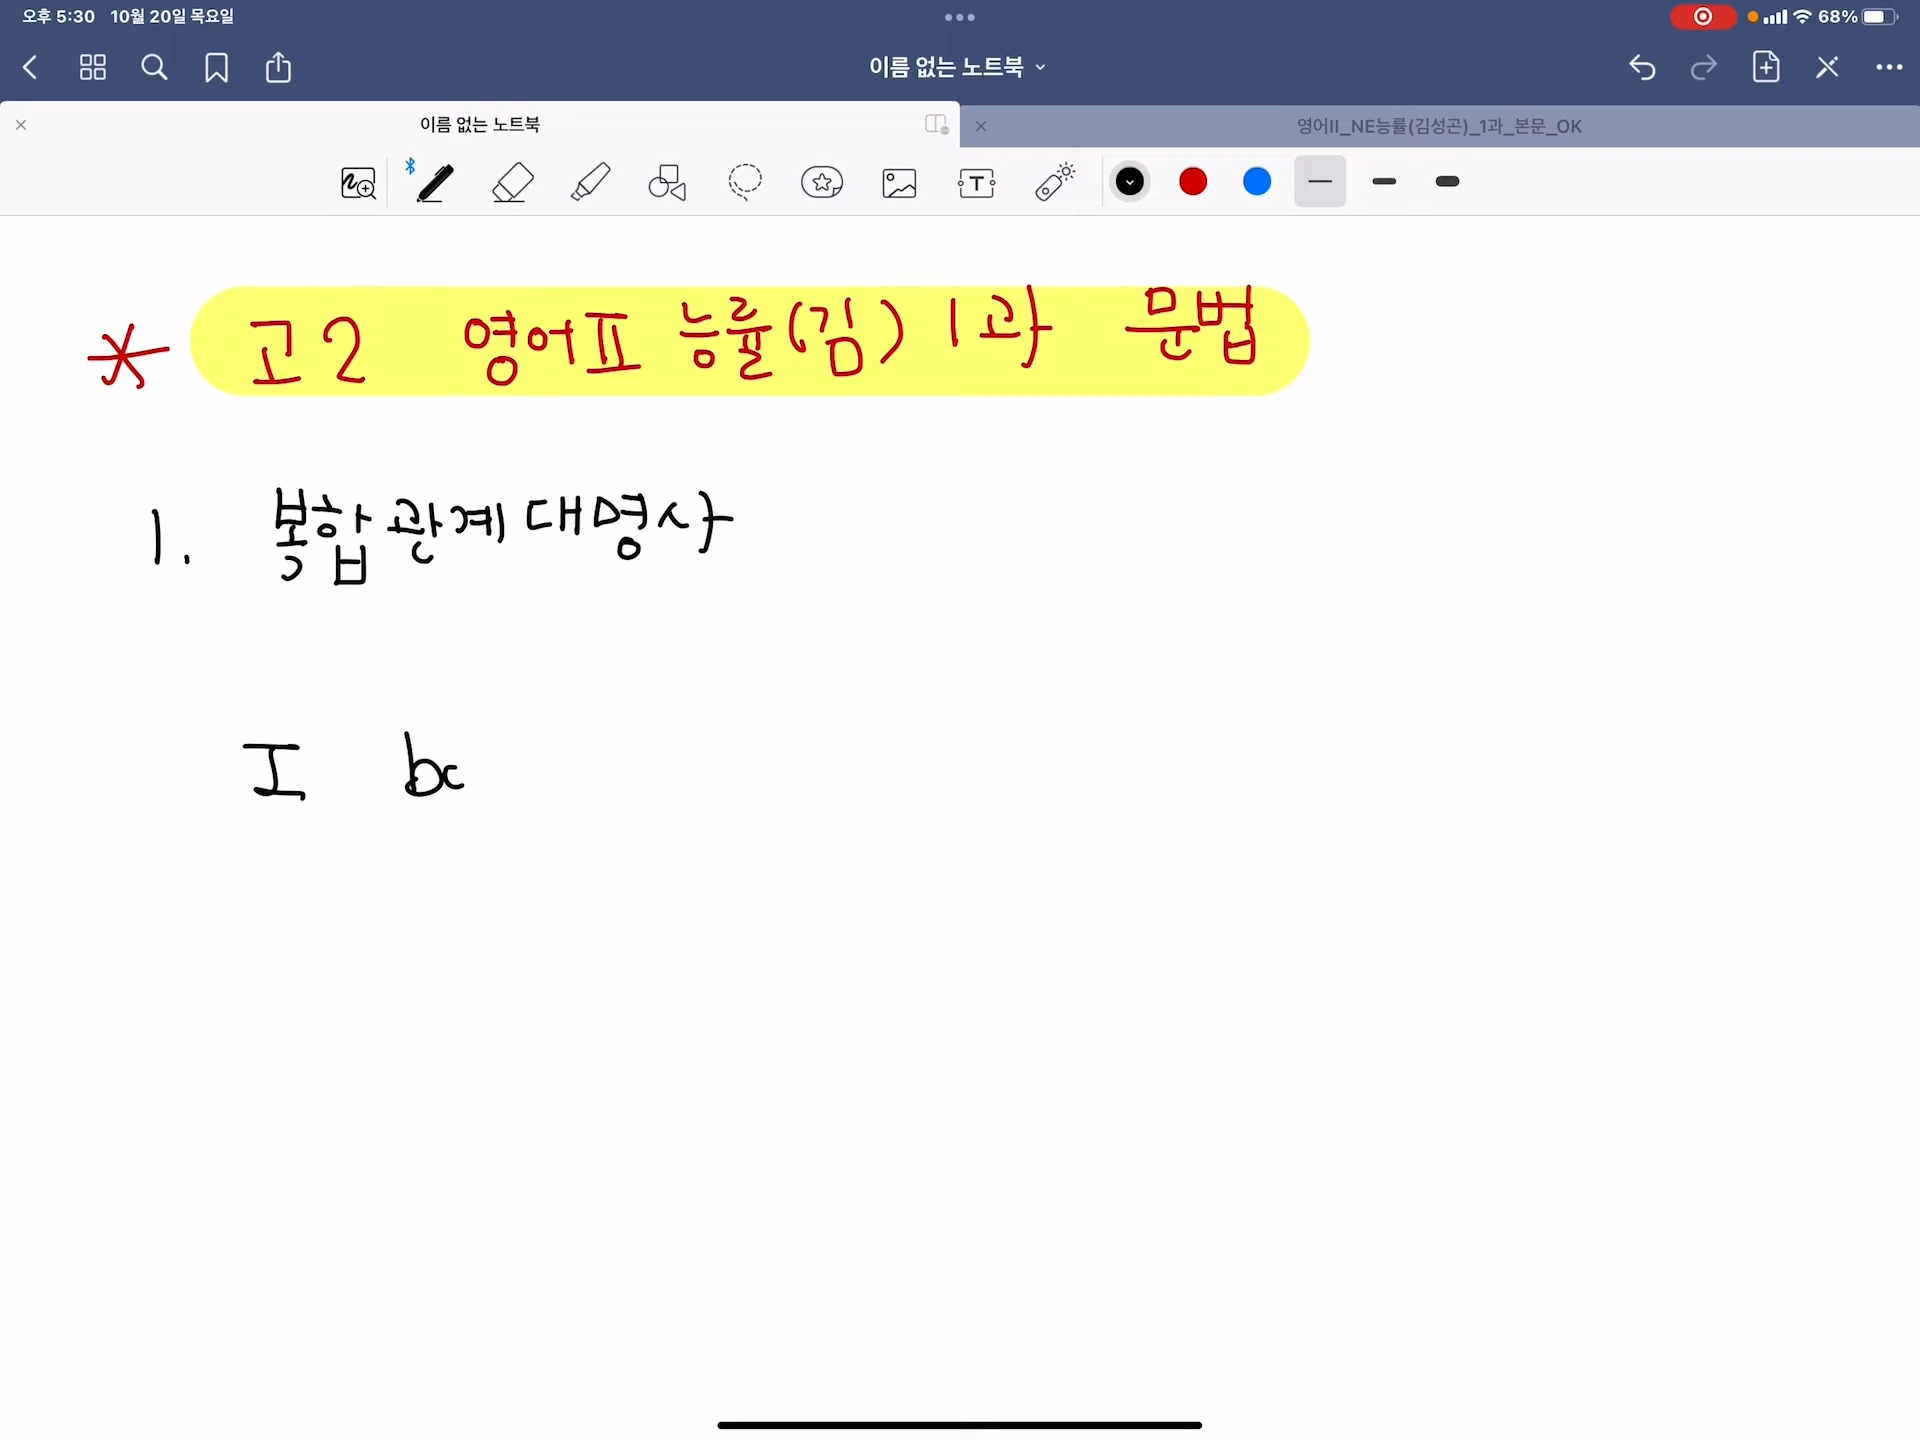 오후 5:30 10월 20일 목요일
68%
이름 없는 노트북
이름 없는 노트북
영어II_NE능률(김성곤)_1과_본문_OK
* 고2 영어Ⅱ 능률(김) 1과 문법
1. 복합관계대명사
I bc